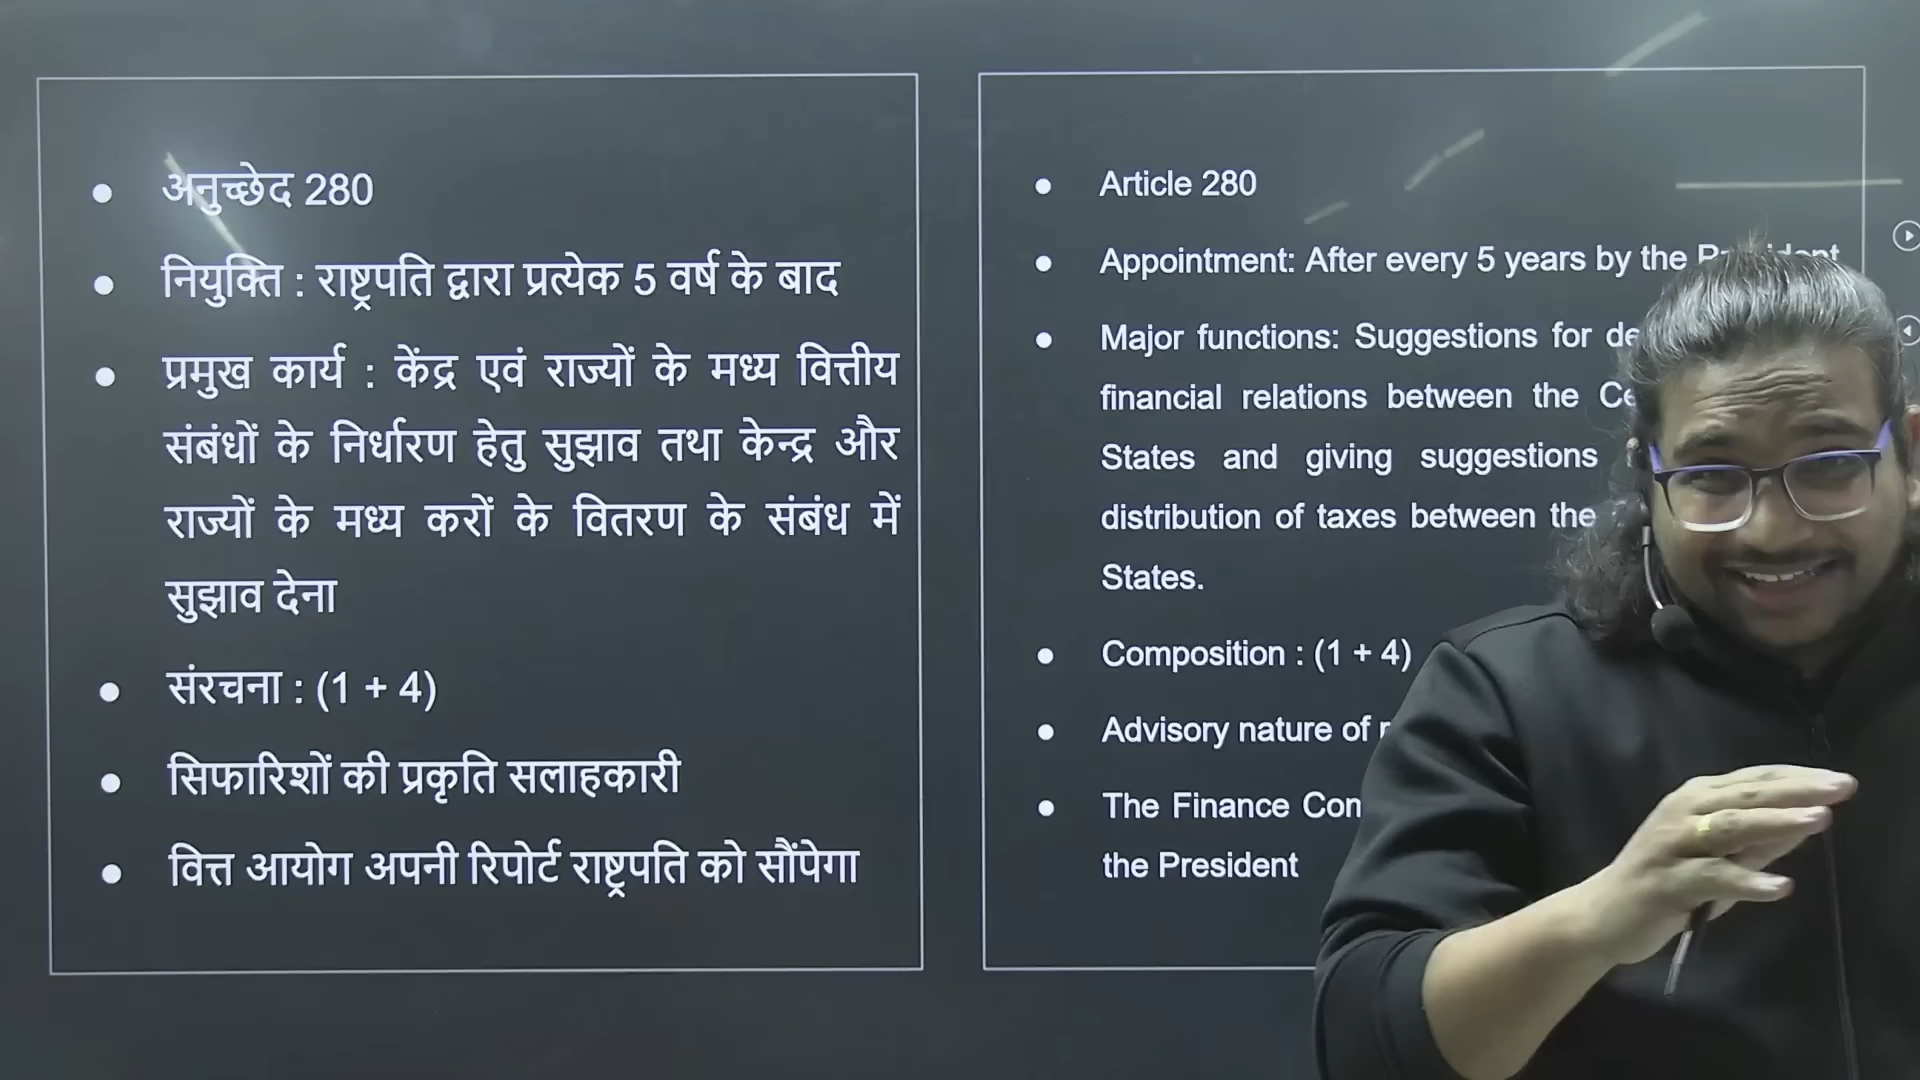 अनुच्छेद 280
नियुक्ति : राष्ट्रपति द्वारा प्रत्येक 5 वर्ष के बाद
प्रमुख कार्य : केंद्र एवं राज्यों के मध्य वित्तीय
संबंधों के निर्धारण हेतु सुझाव तथा केन्द्र और
राज्यों के मध्य करों के वितरण के संबंध में
सुझाव देना
संरचना : (1 + 4)
सिफारिशों की प्रकृति सलाहकारी
वित्त आयोग अपनी रिपोर्ट राष्ट्रपति को सौंपेगा
Article 280
Appointment: After every 5 years by the
Major functions: Suggestions for
financial relations between the
States and giving suggestions
distribution of taxes between the
States.
Composition : (1 + 4)
Advisory nature of
The Finance
the President